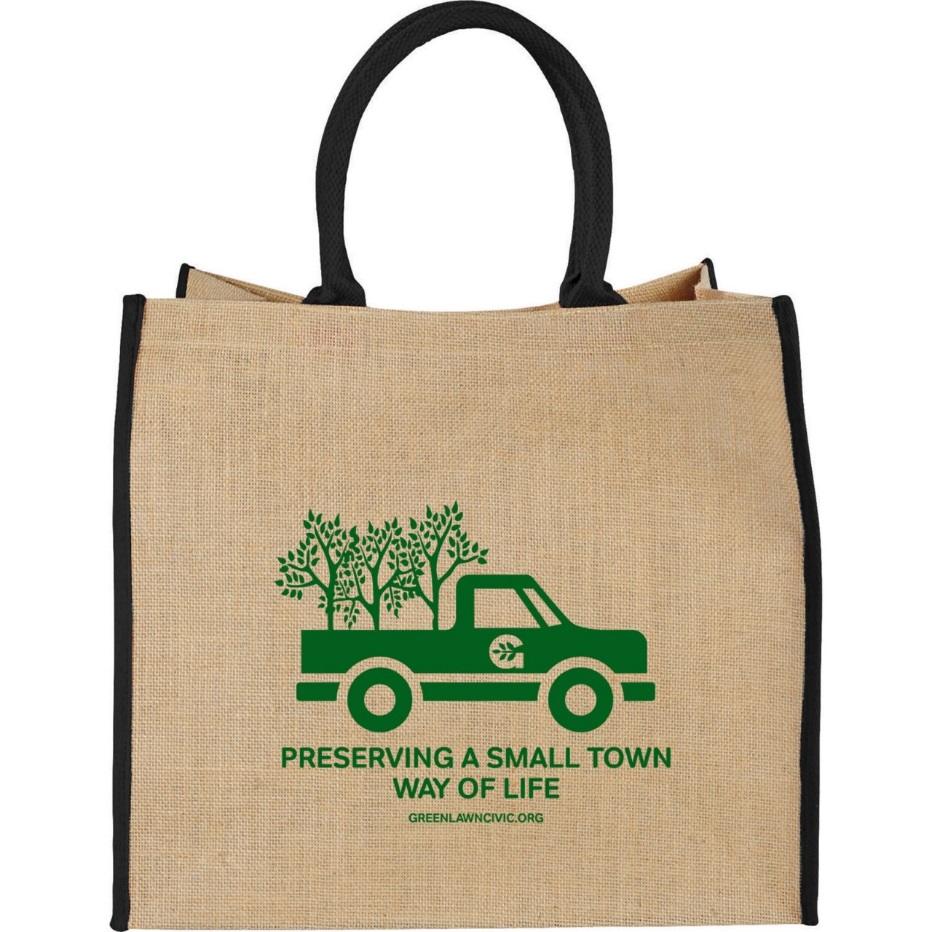 G
PRESERVING A SMALL TOWN
WAY OF LIFE
GREENLAWNCIVIC.ORG